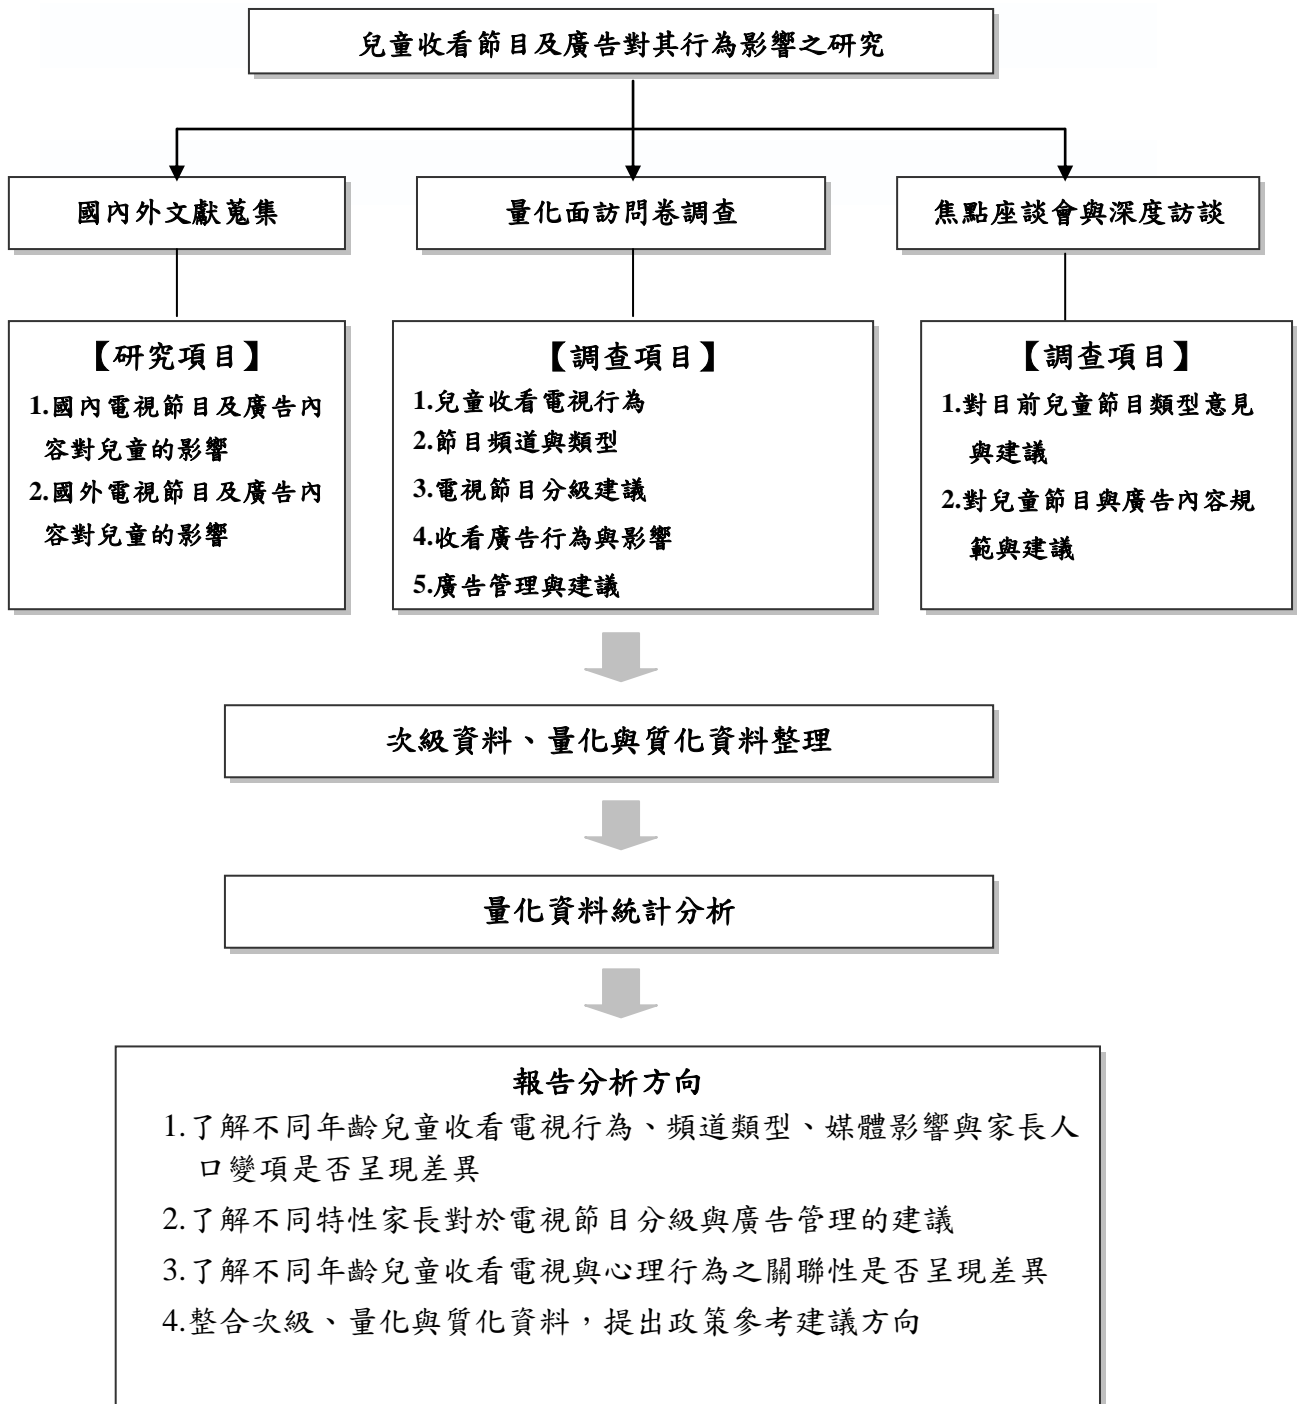 兒童收看節目及廣告對其行為影響之研究
國內外文獻蒐集
量化面訪問卷調查
焦點座談會與深度訪談
【研究項目】
1.國內電視節目及廣告內
容對兒童的影響
2.國外電視節目及廣告內
容對兒童的影響
【調查項目】
1.兒童收看電視行為
2.節目頻道與類型
3.電視節目分級建議
4.收看廣告行為與影響
5.廣告管理與建議
【調查項目】
1.對目前兒童節目類型意見
與建議
2.對兒童節目與廣告內容規
範與建議
次級資料、量化與質化資料整理
量化資料統計分析
報告分析方向
1.了解不同年齡兒童收看電視行為、頻道類型、媒體影響與家長人
口變項是否呈現差異
2.了解不同特性家長對於電視節目分級與廣告管理的建議
3.了解不同年齡兒童收看電視與心理行為之關聯性是否呈現差異
4.整合次級、量化與質化資料，提出政策參考建議方向